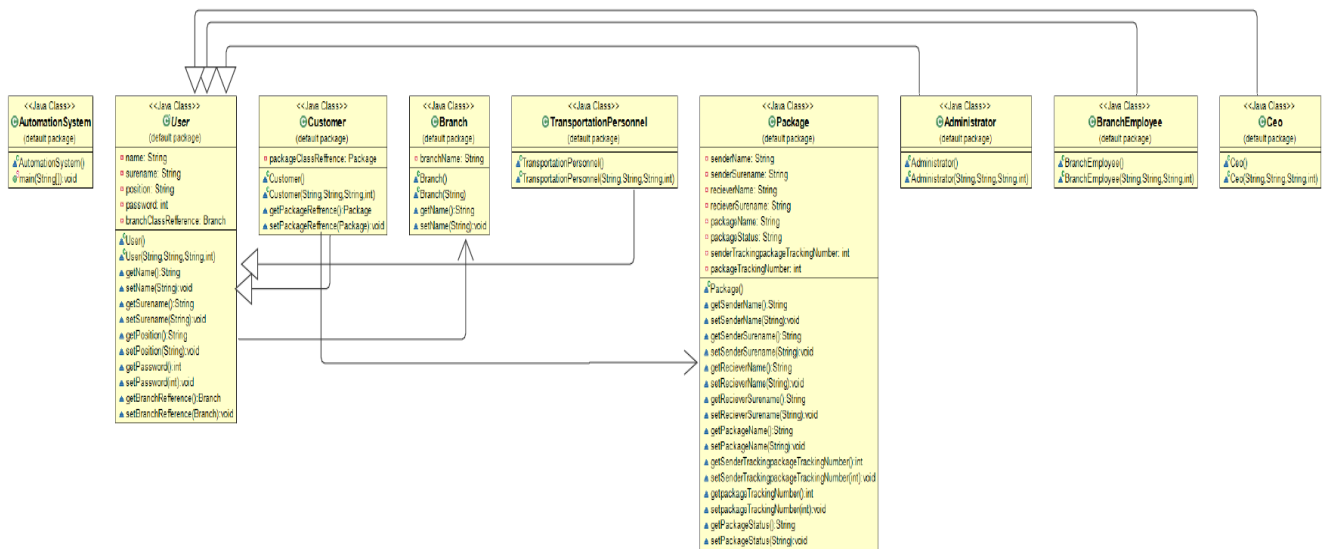 <<Java Class>>
AutomationSystem
(default package)
AutomationSystem()
main(String[]):void
<<Java Class>>
User
(default package)
name: String
surename: String
position: String
password: int
branchClassRefference: Branch
User()
User(String,String,String,int)
getName():String
setName(String):void
getSurename():String
setSurename(String):void
getPosition():String
setPosition(String):void
getPassword():int
setPassword(int):void
getBranchRefference():Branch
setBranchRefference(Branch):void
<<Java Class>>
Customer
(default package)
packageClassReffrence: Package
Customer()
Customer(String,String,String,int)
getPackageReffrence():Package
setPackageReffrence(Package):void
<<Java Class>>
Branch
(default package)
branchName: String
Branch()
Branch(String)
getName():String
setName(String):void
<<Java Class>>
TransportationPersonnel
(default package)
TransportationPersonnel()
TransportationPersonnel(String,String,String,int)
<<Java Class>>
Package
(default package)
senderName: String
senderSurename: String
recieverName: String
recieverSurename: String
packageName: String
packageStatus: String
senderTrackingpackageTrackingNumber: int
packageTrackingNumber: int
Package()
getSenderName():String
setSenderName(String):void
getSenderSurename():String
setSenderSurename(String):void
getRecieverName():String
setRecieverName(String):void
getRecieverSurename():String
setRecieverSurename(String):void
getPackageName():String
setPackageName(String):void
getSenderTrackingpackageTrackingNumber():int
setSenderTrackingpackageTrackingNumber(int):void
getpackageTrackingNumber():int
setpackageTrackingNumber(int):void
getPackageStatus():String
setPackageStatus(String):void
<<Java Class>>
Administrator
(default package)
Administrator()
Administrator(String,String,String,int)
<<Java Class>>
BranchEmployee
(default package)
BranchEmployee()
BranchEmployee(String,String,String,int)
<<Java Class>>
Ceo
(default package)
Ceo()
Ceo(String,String,String,int)